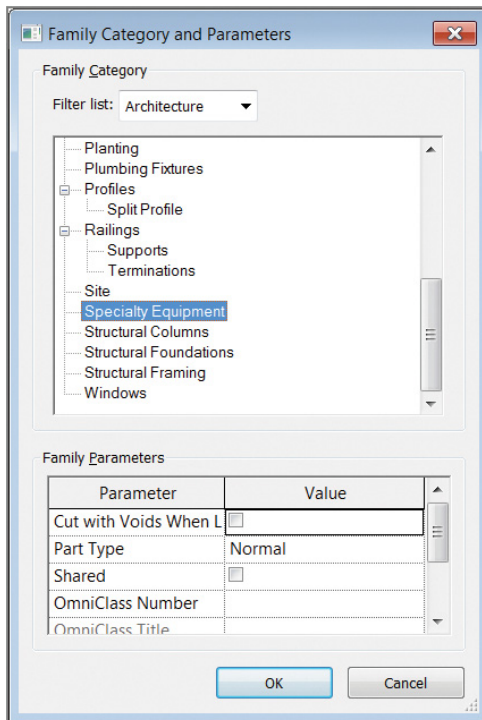 Family Category and Parameters
Family Category
Filter list: Architecture
Planting
Plumbing Fixtures
Profiles
Split Profile
Railings
Supports
Terminations
Site
Specialty Equipment
Structural Columns
Structural Foundations
Structural Framing
Windows
Family Parameters
Parameter Value
Cut with Voids When L
Part Type Normal
Shared
OmniClass Number
OmniClass Title
OK Cancel